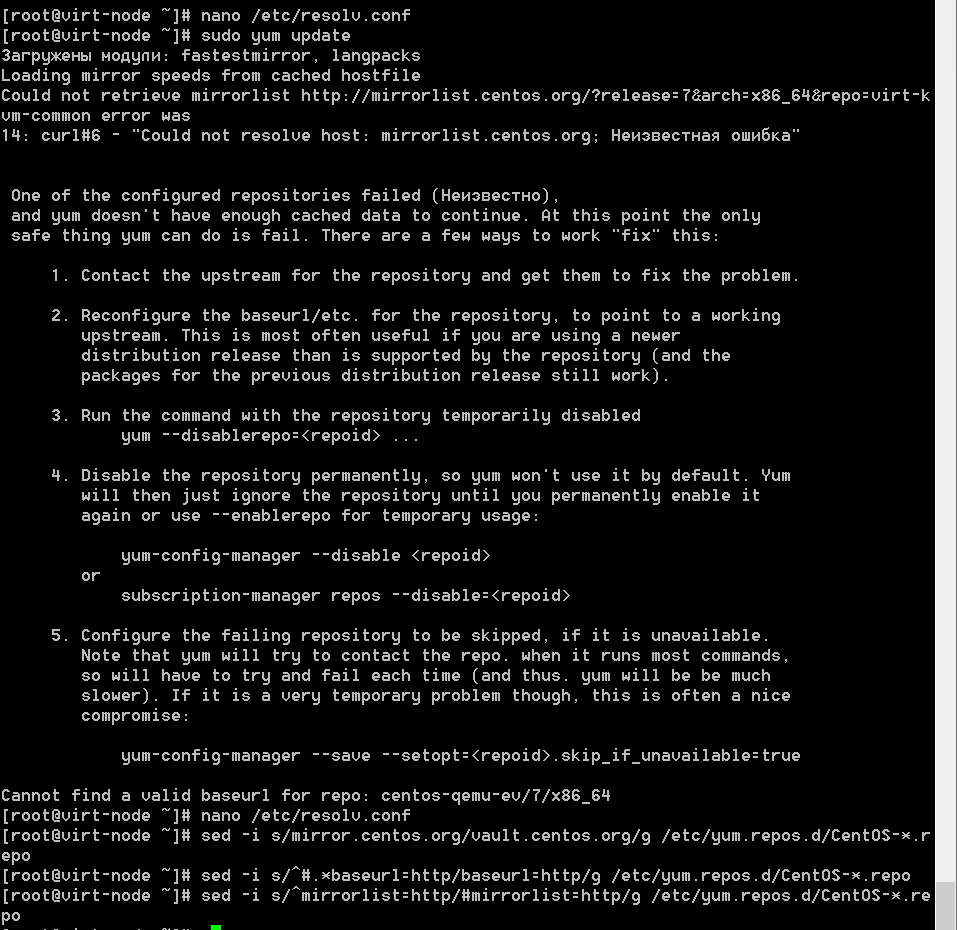 [root@virt-node ~]# nano /etc/resolv.conf
[root@virt-node ~]# sudo yum update
Загружены модули: fastestmirror, langpacks
Loading mirror speeds from cached hostfile
Could not retrieve mirrorlist http://mirrorlist.centos.org/?release=7&arch=x86_64&repo=virt-k
vm-common error was
14: curl#6 - "Could not resolve host: mirrorlist.centos.org; Неизвестная ошибка"
One of the configured repositories failed (Неизвестно),
and yum doesn't have enough cached data to continue. At this point the only
safe thing yum can do is fail. There are a few ways to work "fix" this:
1. Contact the upstream for the repository and get them to fix the problem.
2. Reconfigure the baseurl/etc. for the repository, to point to a working
upstream. This is most often useful if you are using a newer
distribution release than is supported by the repository (and the
packages for the previous distribution release still work).
3. Run the command with the repository temporarily disabled
yum --disablerepo=<repoid> ...
4. Disable the repository permanently, so yum won't use it by default. Yum
will then just ignore the repository until you permanently enable it
again or use --enablerepo for temporary usage:
yum-config-manager --disable <repoid>
or
subscription-manager repos --disable=<repoid>
5. Configure the failing repository to be skipped, if it is unavailable.
Note that yum will try to contact the repo. when it runs most commands,
so will have to try and fail each time (and thus. yum will be be much
slower). If it is a very temporary problem though, this is often a nice
compromise:
yum-config-manager --save --setopt=<repoid>.skip_if_unavailable=true
Cannot find a valid baseurl for repo: centos-qemu-ev/7/x86_64
[root@virt-node ~]# nano /etc/resolv.conf
[root@virt-node ~]# sed -i s/mirror.centos.org/vault.centos.org/g /etc/yum.repos.d/CentOS-*.r
epo
[root@virt-node ~]# sed -i s/^#.*baseurl=http/baseurl=http/g /etc/yum.repos.d/CentOS-*.repo
[root@virt-node ~]# sed -i s/^mirrorlist=http/#mirrorlist=http/g /etc/yum.repos.d/CentOS-*.re
po